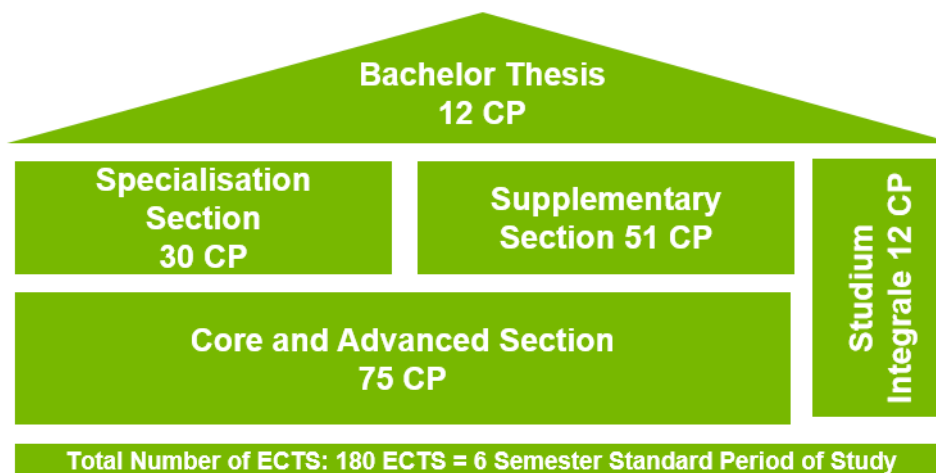 Bachelor Thesis
12 CP
Specialisation
Section
30 CP
Supplementary
Section 51 CP
Studium
Integrale 12 CP
Core and Advanced Section
75 CP
Total Number of ECTS: 180 ECTS = 6 Semester Standard Period of Study